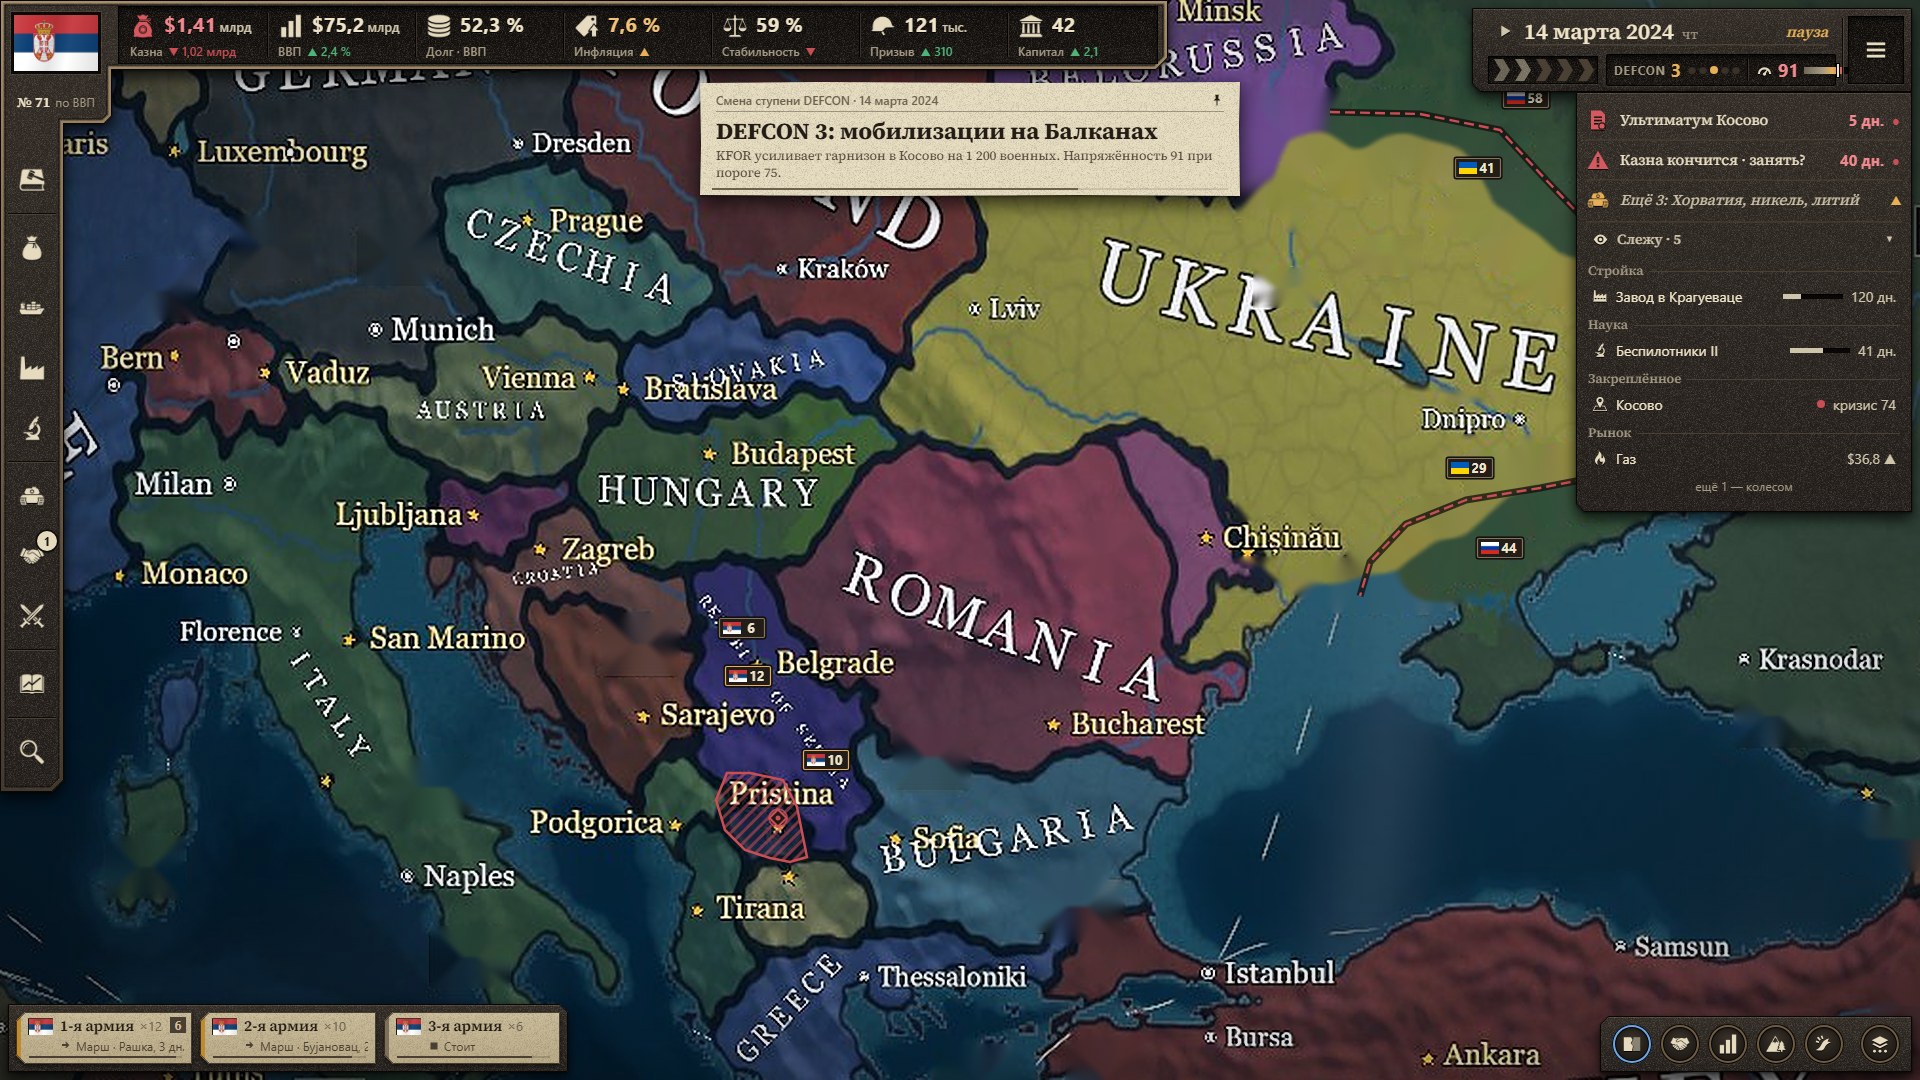 $1,41 млрд
Казна ▼ 1,02 млрд
$75,2 млрд
ВВП ▲ 2,4 %
52,3 %
Долг · ВВП
7,6 %
Инфляция ▲
59 %
Стабильность ▼
121 тыс.
Призыв ▲ 310
42
Капитал ▲ 2,1
№ 71 по ВВП
14 марта 2024 чт
пауза
DEFCON 3
91
Смена ступени DEFCON · 14 марта 2024
DEFCON 3: мобилизации на Балканах
KFOR усиливает гарнизон в Косово на 1 200 военных. Напряжённость 91 при
пороге 75.
Ультиматум Косово 5 дн.
Казна кончится · занять? 40 дн.
Ещё 3: Хорватия, никель, литий
Слежу · 5
Стройка
Завод в Крагуеваце 120 дн.
Наука
Беспилотники II 41 дн.
Закреплённое
Косово кризис 74
Рынок
Газ $36,8 ▲
ещё 1 — колесом
1
Minsk
BELORUSSIA
58
41
aris
Luxembourg
Dresden
Prague
CZECHIA
Kraków
Lviv
UKRAINE
Munich
Bern
Vaduz
Vienna
SLOVAKIA
Bratislava
AUSTRIA
Dnipro
29
Budapest
HUNGARY
Milan
Ljubljana
Zagreb
CROATIA
Chișinău
44
Monaco
ROMANIA
Florence
San Marino
ITALY
6
Belgrade
12
Krasnodar
Sarajevo
OF
Bucharest
10
Pristina
Podgorica
Sofia
BULGARIA
Naples
Tirana
GREECE
Thessaloniki
Istanbul
Samsun
Bursa
Ankara
1-я армия ×12 6
Марш · Рашка, 3 дн.
2-я армия ×10
Марш · Бујановац,
3-я армия ×6
Стоит